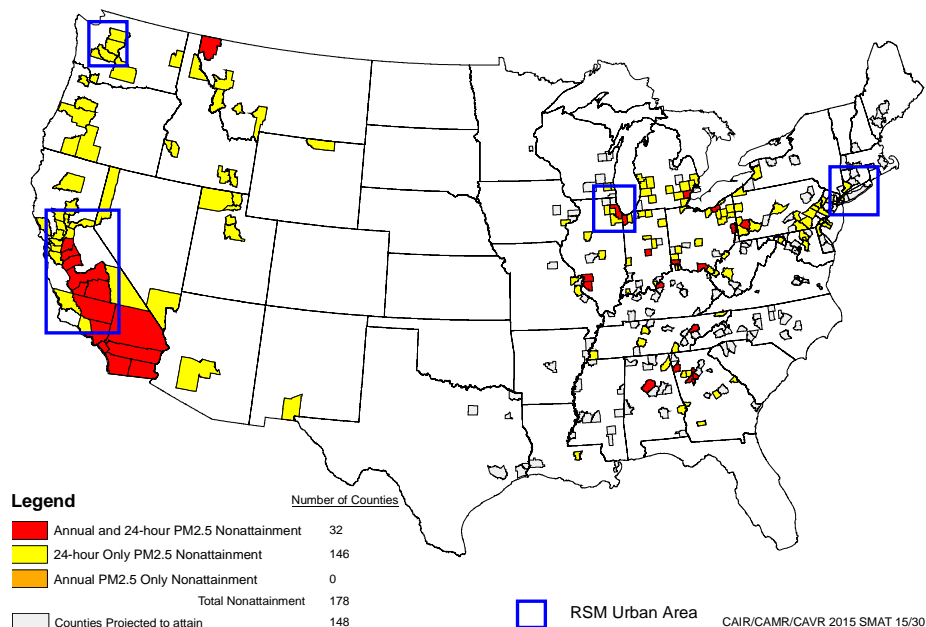 Legend
Number of Counties
Annual and 24-hour PM2.5 Nonattainment 32
24-hour Only PM2.5 Nonattainment 146
Annual PM2.5 Only Nonattainment 0
Total Nonattainment 178
Counties Projected to attain 148
RSM Urban Area
CAIR/CAMR/CAVR 2015 SMAT 15/30